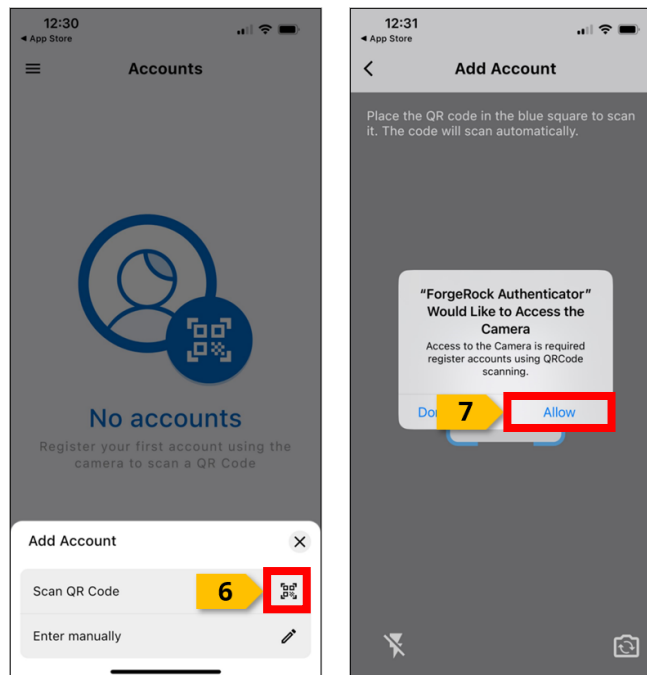 12:30
◀ App Store
Accounts
No accounts
Register your first account using the
camera to scan a QR Code
Add Account
Scan QR Code
6
Enter manually
12:31
◀ App Store
Add Account
Place the QR code in the blue square to scan
it. The code will scan automatically.
“ForgeRock Authenticator”
Would Like to Access the
Camera
Access to the Camera is required
register accounts using QRCode
scanning.
7
Allow